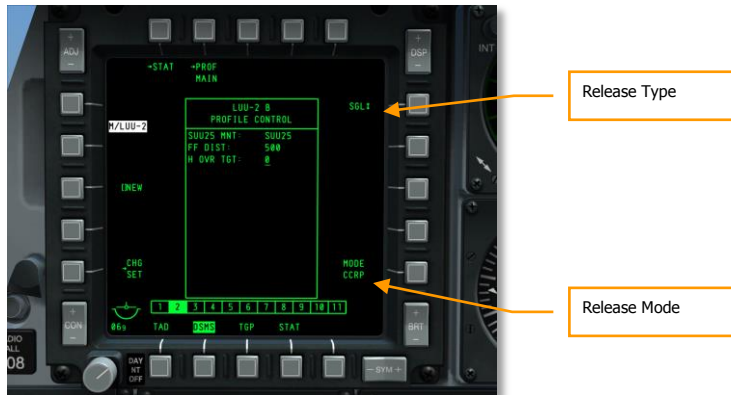 ADJ
DSP
INT
→STAT →PROF
MAIN
LUU-2 B
PROFILE CONTROL
SGL↕
M/LUU-2
SUU25 MNT: SUU25
FF DIST: 500
H OVR TGT: 0
[]NEW
→CHG
SET
MODE
CCRP
1 2 3 4 5 6 7 8 9 10 11
CON
BRT
06s TAD DSMS TGP STAT
08
DAY
NT
OFF
- SYM +
Release Type
Release Mode